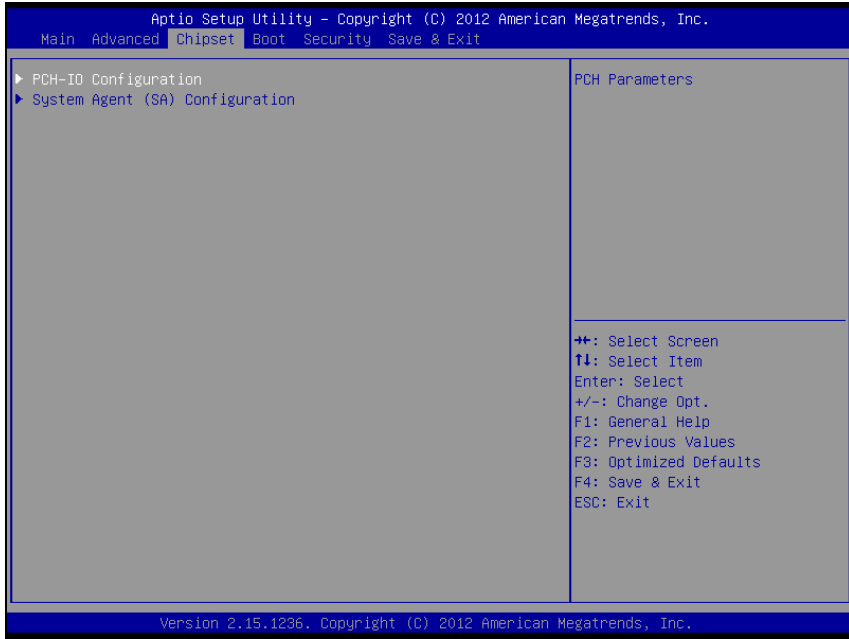 Aptio Setup Utility – Copyright (C) 2012 American Megatrends, Inc.
Main Advanced Chipset Boot Security Save & Exit
▶ PCH-IO Configuration
▶ System Agent (SA) Configuration
PCH Parameters
→←: Select Screen
↑↓: Select Item
Enter: Select
+/-: Change Opt.
F1: General Help
F2: Previous Values
F3: Optimized Defaults
F4: Save & Exit
ESC: Exit
Version 2.15.1236. Copyright (C) 2012 American Megatrends, Inc.